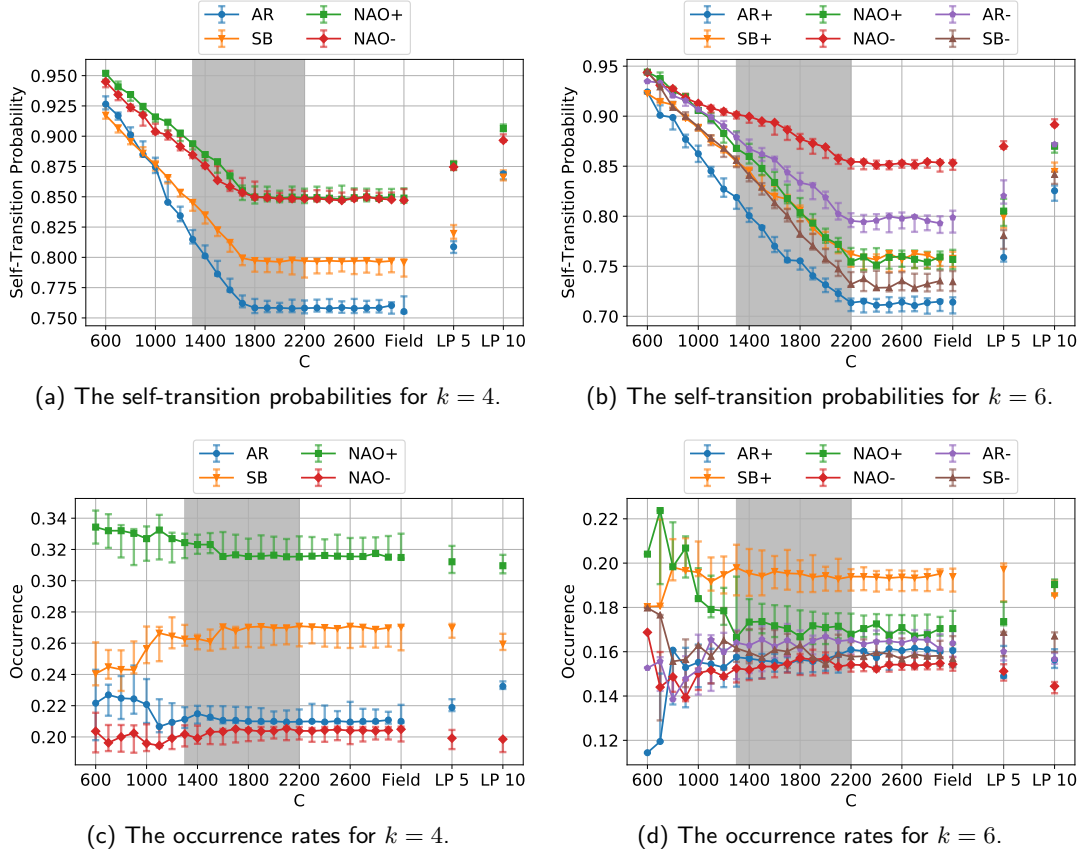 AR NAO+
SB NAO-
AR+ NAO+ AR-
SB+ NAO- SB-
Self-Transition Probability
0.950
0.925
0.900
0.875
0.850
0.825
0.800
0.775
0.750
600 1000 1400 1800 2200 2600 Field LP 5 LP 10
C
Self-Transition Probability
0.95
0.90
0.85
0.80
0.75
0.70
600 1000 1400 1800 2200 2600 Field LP 5 LP 10
C
(a) The self-transition probabilities for k = 4.
(b) The self-transition probabilities for k = 6.
AR NAO+
SB NAO-
AR+ NAO+ AR-
SB+ NAO- SB-
Occurrence
0.34
0.32
0.30
0.28
0.26
0.24
0.22
0.20
600 1000 1400 1800 2200 2600 Field LP 5 LP 10
C
Occurrence
0.22
0.20
0.18
0.16
0.14
0.12
600 1000 1400 1800 2200 2600 Field LP 5 LP 10
C
(c) The occurrence rates for k = 4.
(d) The occurrence rates for k = 6.